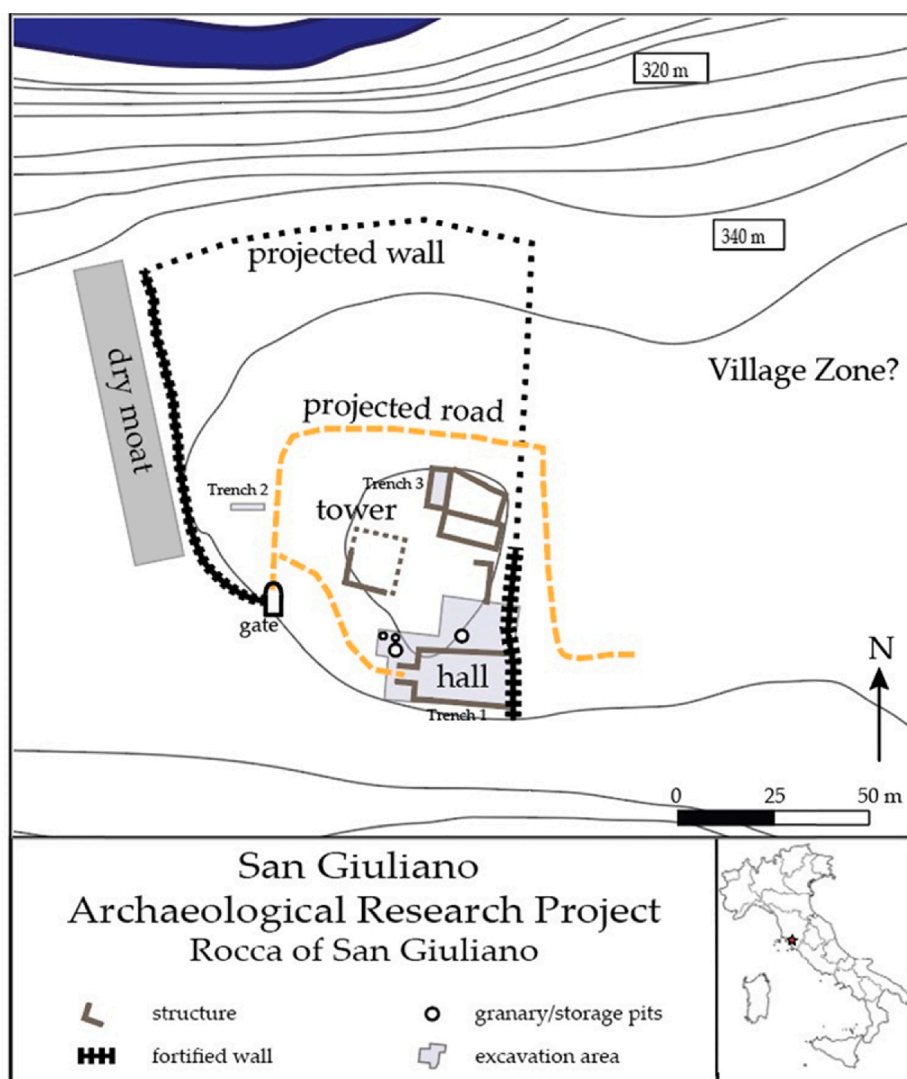 320 m
340 m
projected wall
dry moat
Village Zone?
projected road
Trench 2
Trench 3
tower
gate
hall
Trench 1
N
0 25 50 m
San Giuliano
Archaeological Research Project
Rocca of San Giuliano
structure
granary/storage pits
fortified wall
excavation area